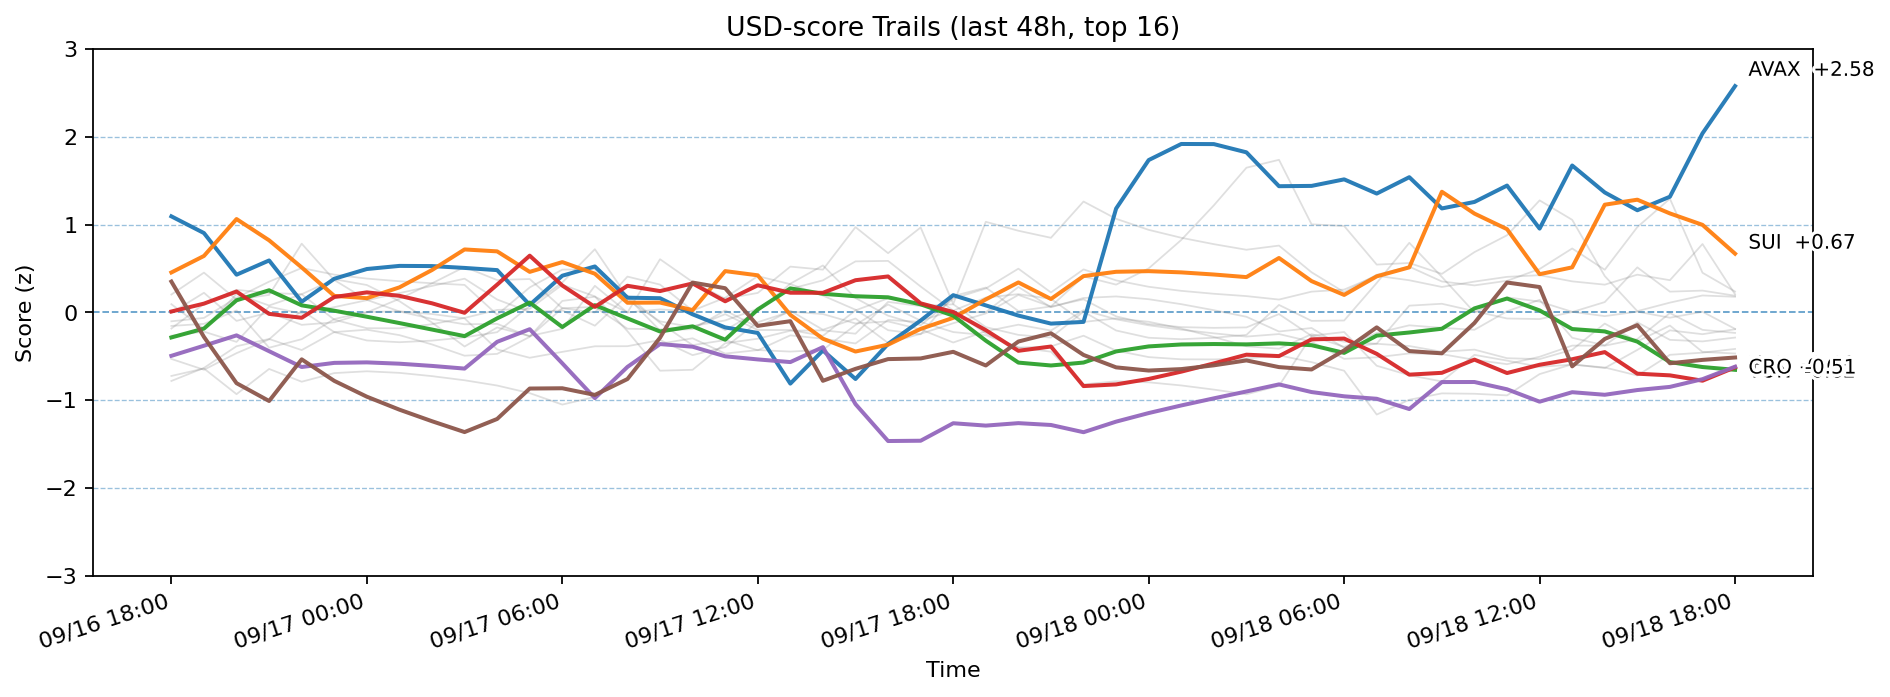 USD-score Trails (last 48h, top 16)
Score (z)
3
2
1
0
−1
−2
−3
AVAX +2.58
SUI +0.67
CRO -0.51
09/16 18:00
09/17 00:00
09/17 06:00
09/17 12:00
09/17 18:00
09/18 00:00
09/18 06:00
09/18 12:00
09/18 18:00
Time